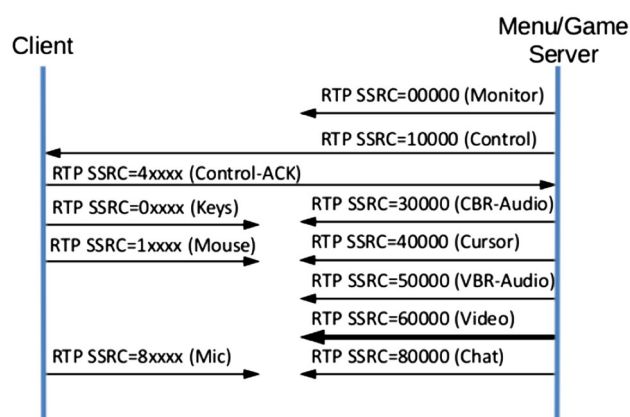 Client
Menu/Game
Server
RTP SSRC=00000 (Monitor)
RTP SSRC=10000 (Control)
RTP SSRC=4xxxx (Control-ACK)
RTP SSRC=0xxxx (Keys)
RTP SSRC=30000 (CBR-Audio)
RTP SSRC=1xxxx (Mouse)
RTP SSRC=40000 (Cursor)
RTP SSRC=50000 (VBR-Audio)
RTP SSRC=60000 (Video)
RTP SSRC=8xxxx (Mic)
RTP SSRC=80000 (Chat)